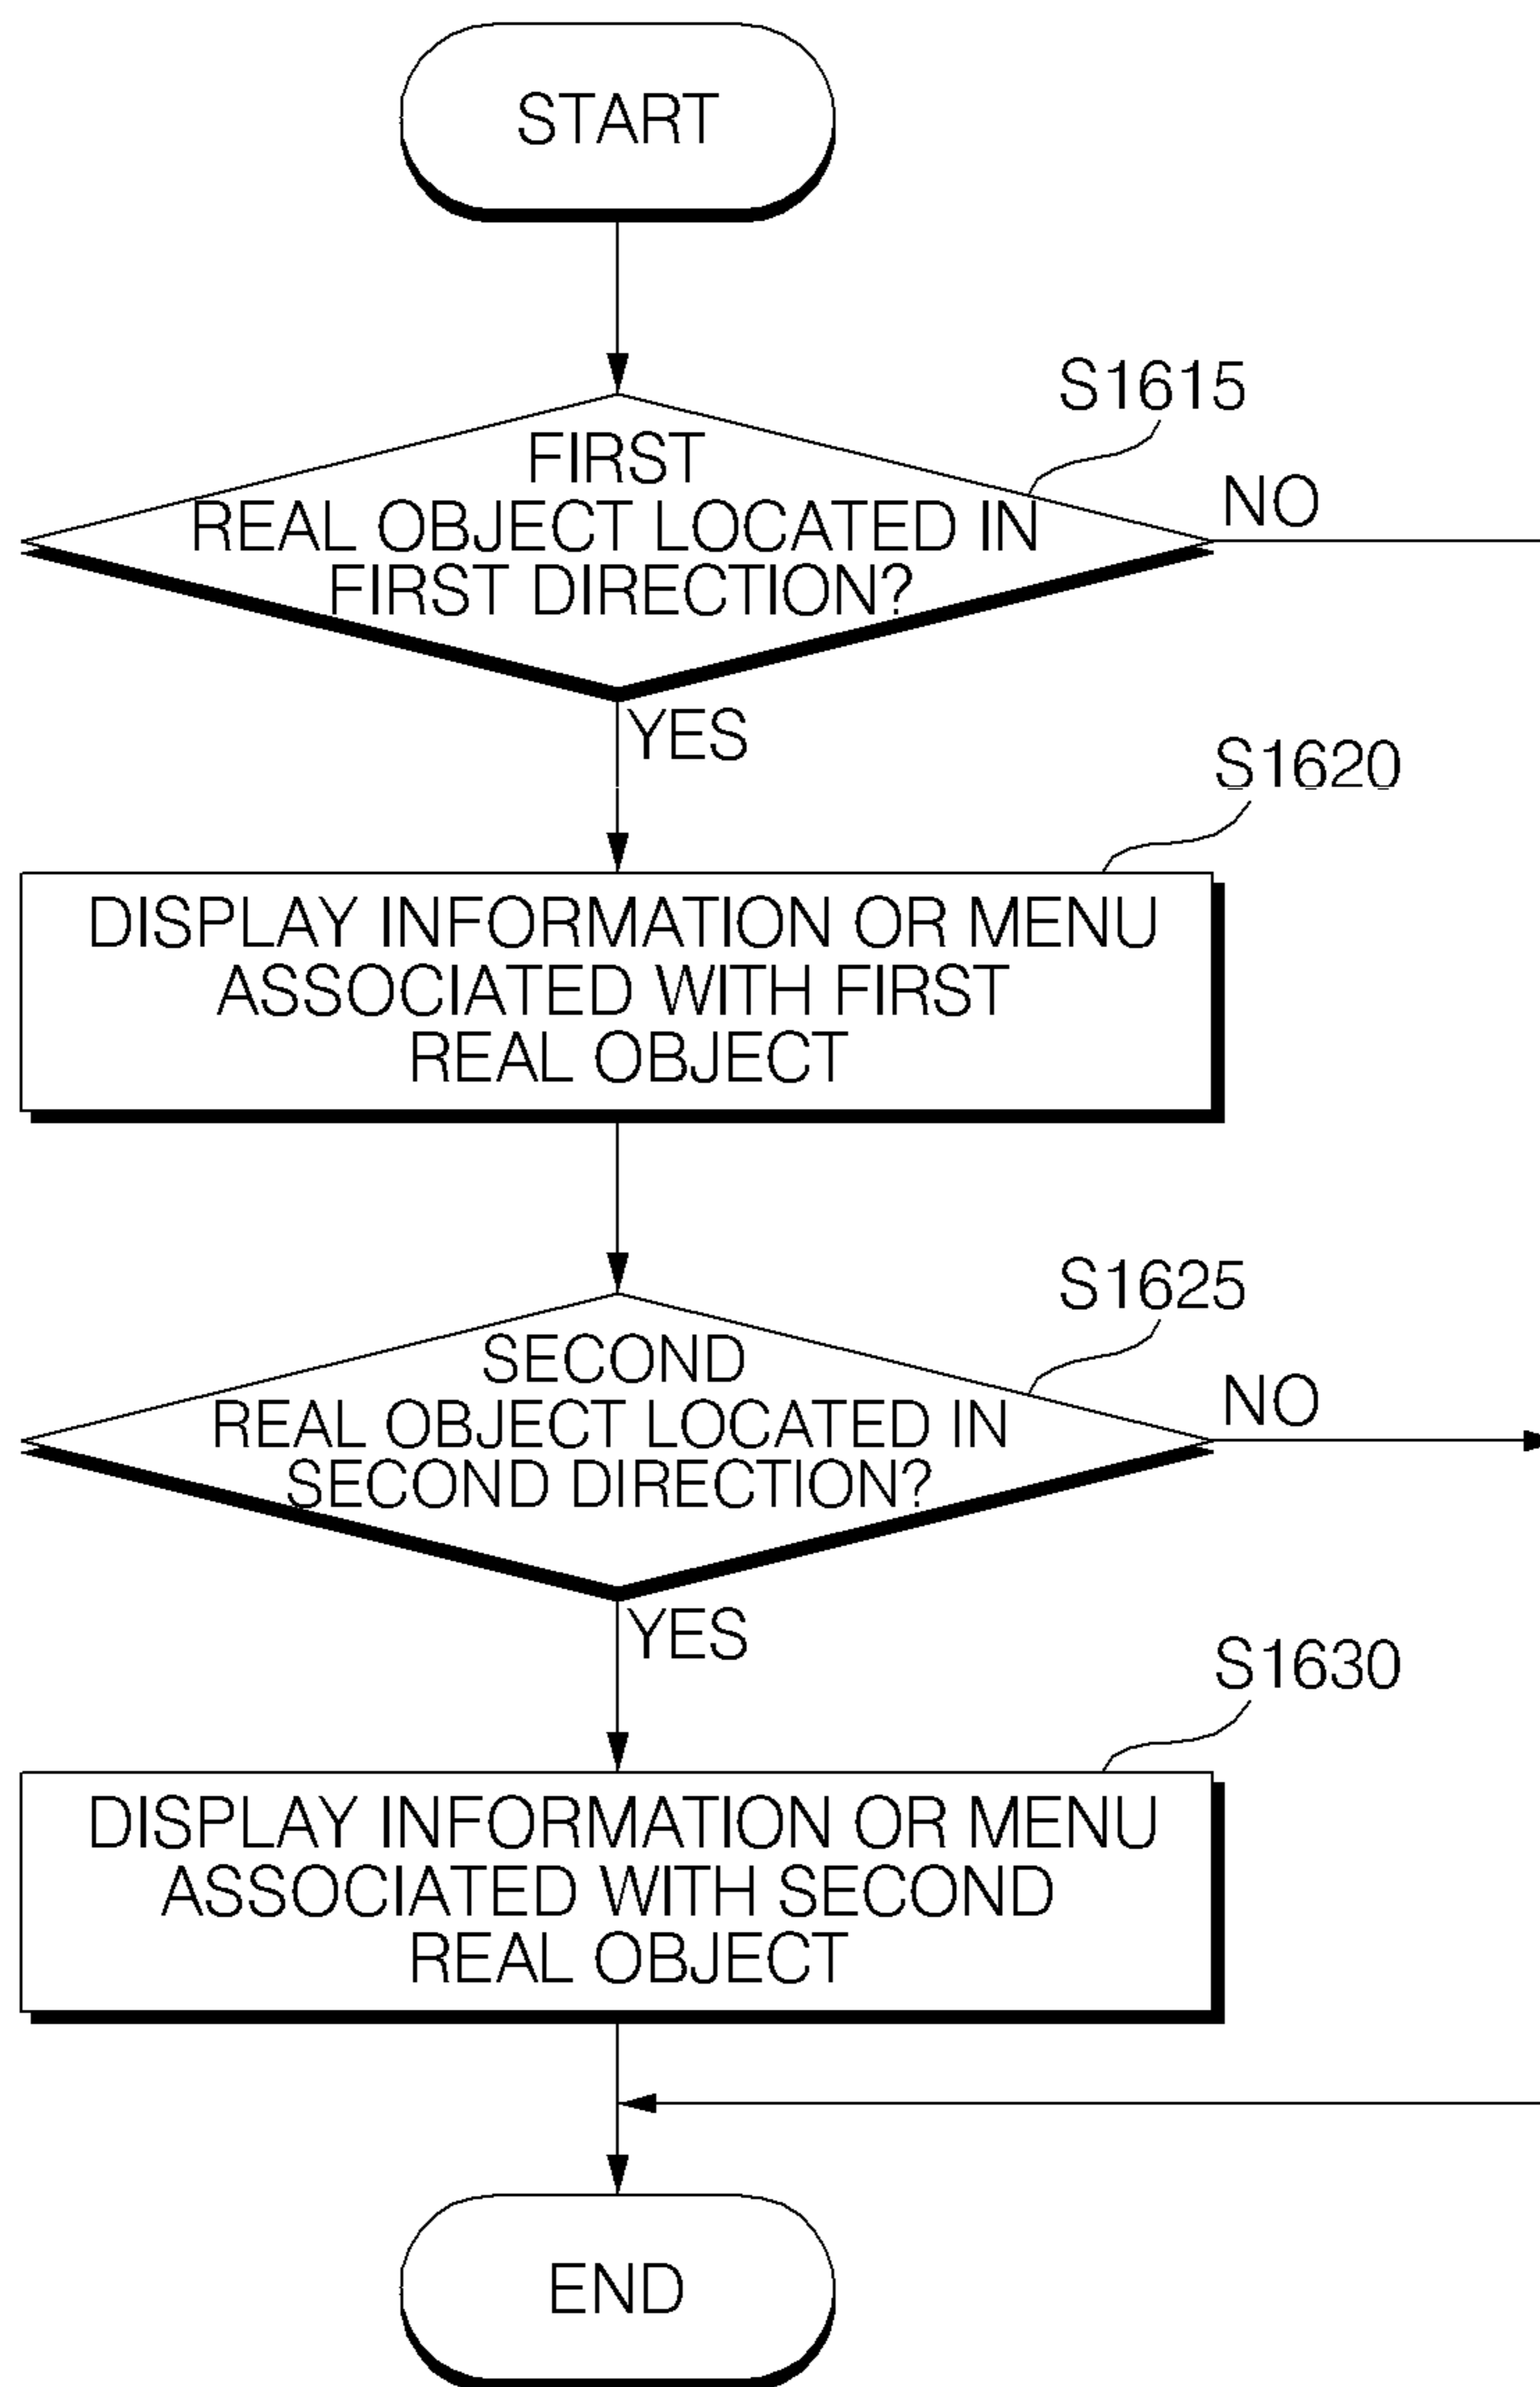 START
S1615
FIRST
REAL OBJECT LOCATED IN
FIRST DIRECTION?
NO
YES
S1620
DISPLAY INFORMATION OR MENU
ASSOCIATED WITH FIRST
REAL OBJECT
S1625
SECOND
REAL OBJECT LOCATED IN
SECOND DIRECTION?
NO
YES
S1630
DISPLAY INFORMATION OR MENU
ASSOCIATED WITH SECOND
REAL OBJECT
END